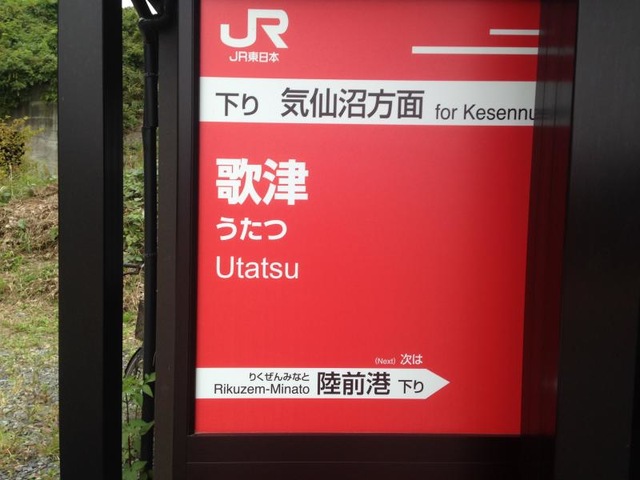 JR
JR東日本
下り 気仙沼方面 for Kesennu
歌津
うたつ
Utatsu
(Next) 次は
りくぜんみなと
Rikuzem-Minato 陸前港 下り